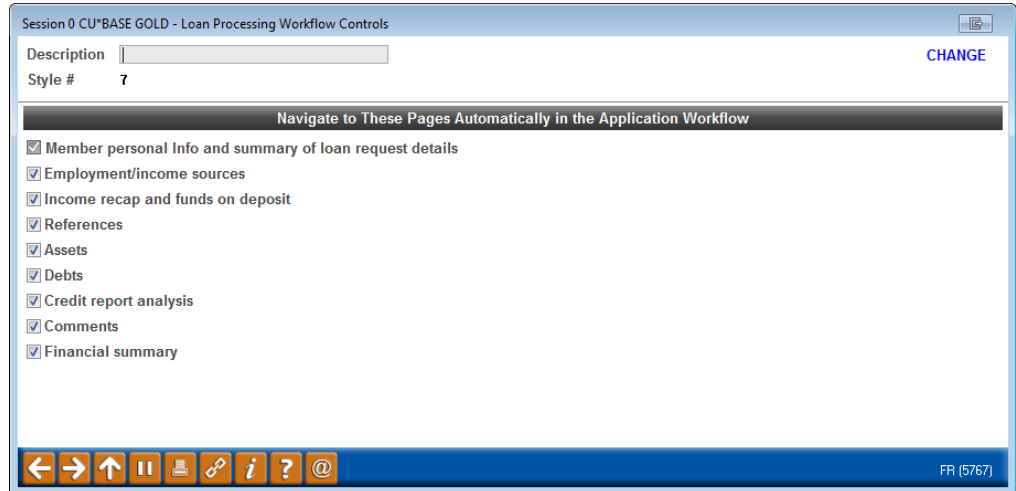 Session 0 CU*BASE GOLD - Loan Processing Workflow Controls
Description
CHANGE
Style # 7
Navigate to These Pages Automatically in the Application Workflow
Member personal Info and summary of loan request details
Employment/income sources
Income recap and funds on deposit
References
Assets
Debts
Credit report analysis
Comments
Financial summary
i ? @
FR (5767)